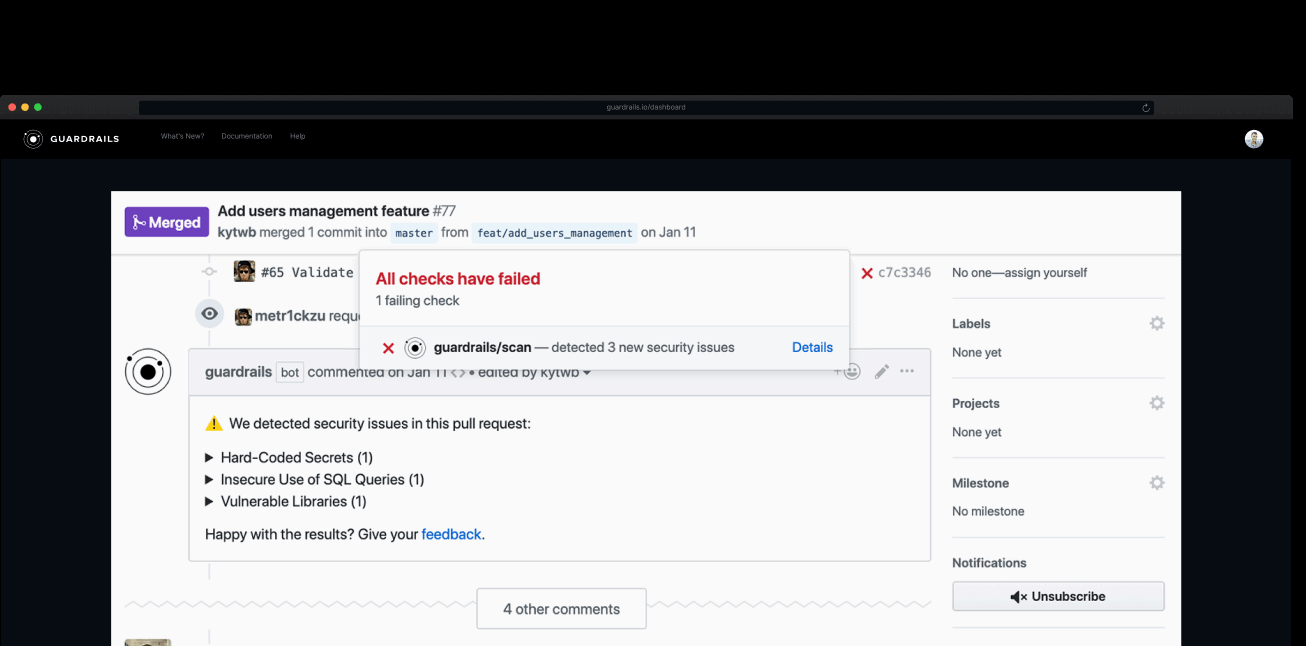 guardrails.io/dashboard
GUARDRAILS
What's New?
Documentation
Help
Merged
Add users management feature #77
kytwb merged 1 commit into master from feat/add_users_management on Jan 11
#65 Validate
c7c3346
All checks have failed
1 failing check
guardrails/scan — detected 3 new security issues
Details
metr1ckzu reque
guardrails bot commented on Jan 11 <> • edited by kytwb
⚠ We detected security issues in this pull request:
▶ Hard-Coded Secrets (1)
▶ Insecure Use of SQL Queries (1)
▶ Vulnerable Libraries (1)
Happy with the results? Give your feedback.
4 other comments
No one—assign yourself
Labels
None yet
Projects
None yet
Milestone
No milestone
Notifications
Unsubscribe